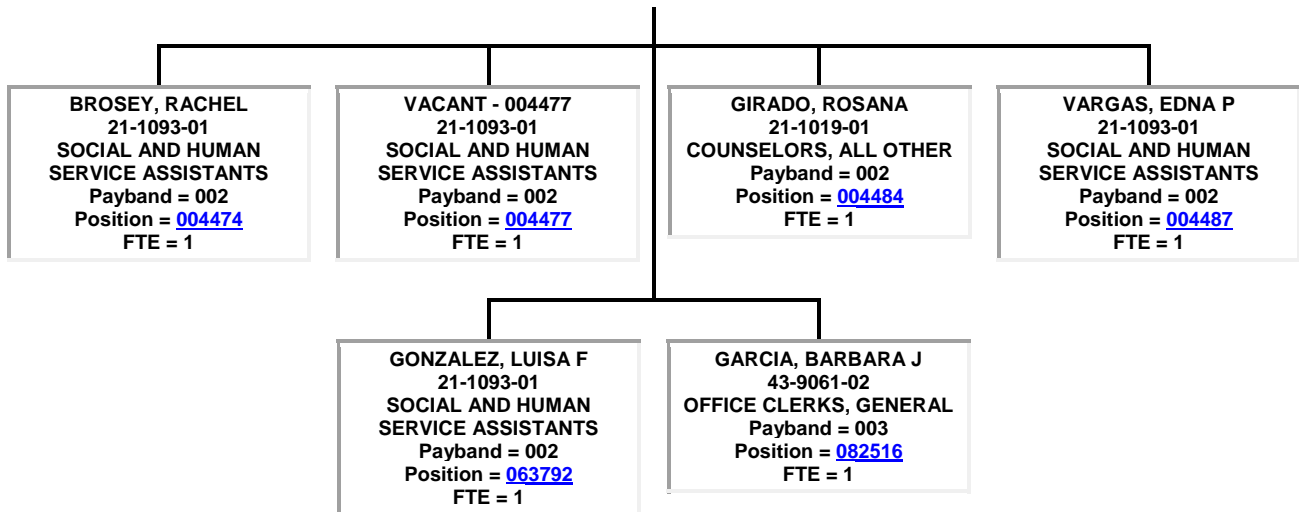 BROSEY, RACHEL
21-1093-01
SOCIAL AND HUMAN
SERVICE ASSISTANTS
Payband = 002
Position = 004474
FTE = 1
VACANT - 004477
21-1093-01
SOCIAL AND HUMAN
SERVICE ASSISTANTS
Payband = 002
Position = 004477
FTE = 1
GIRADO, ROSANA
21-1019-01
COUNSELORS, ALL OTHER
Payband = 002
Position = 004484
FTE = 1
VARGAS, EDNA P
21-1093-01
SOCIAL AND HUMAN
SERVICE ASSISTANTS
Payband = 002
Position = 004487
FTE = 1
GONZALEZ, LUISA F
21-1093-01
SOCIAL AND HUMAN
SERVICE ASSISTANTS
Payband = 002
Position = 063792
FTE = 1
GARCIA, BARBARA J
43-9061-02
OFFICE CLERKS, GENERAL
Payband = 003
Position = 082516
FTE = 1